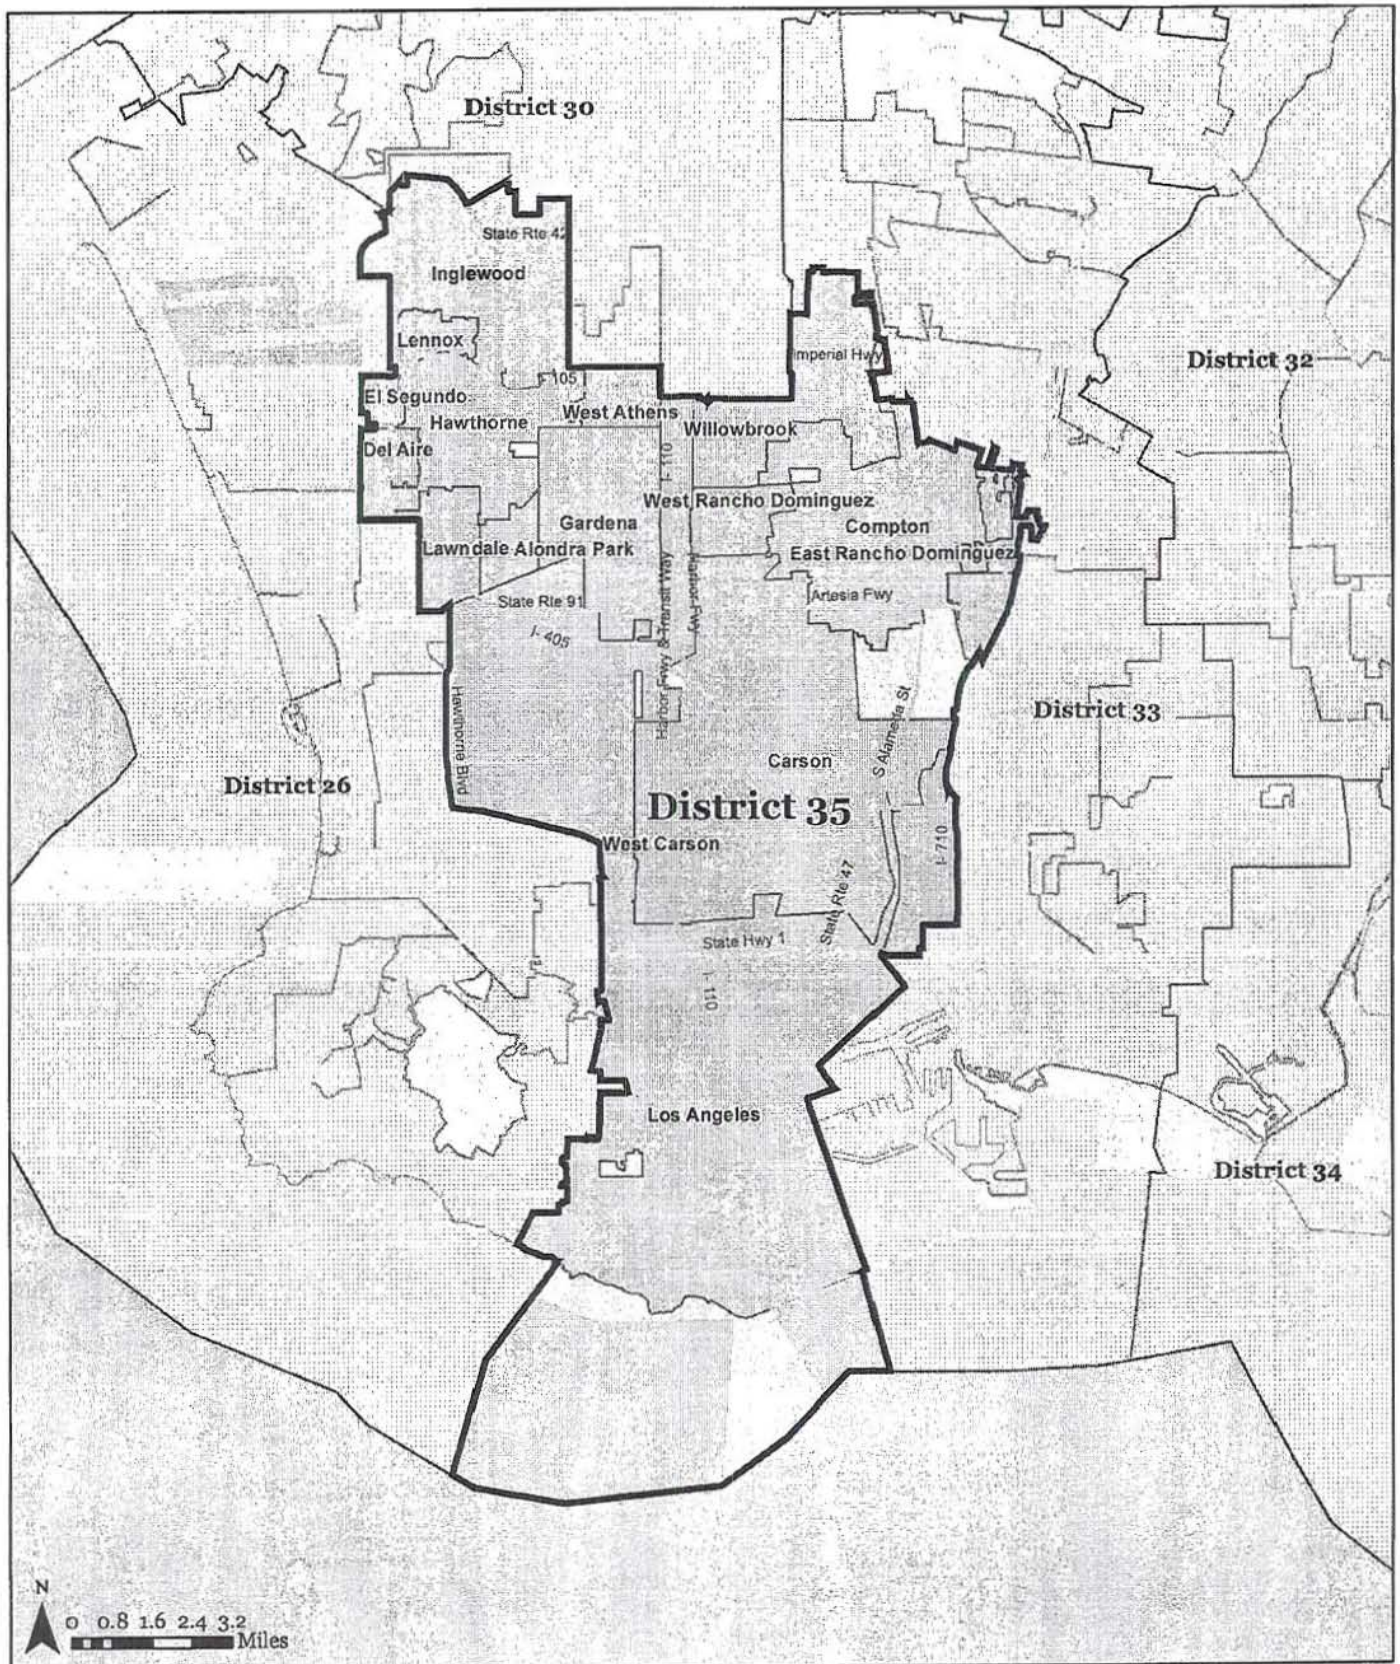 District 30
State Rte 42
Inglewood
Lennox
Imperial Hwy
District 32
I- 105
El Segundo
West Athens
Hawthorne
Willowbrook
Del Aire
I- 110
West Rancho Dominguez
Gardena
Compton
Lawndale Alondra Park
East Rancho Dominguez
State Rte 91
Harbor Frwy & Transit Way
Harbor Fwy
Artesia Fwy
I- 405
Hawthorne Blvd
S Alameda St
District 33
Carson
District 26
District 35
West Carson
I- 710
State Rte 47
State Hwy 1
I- 110
Los Angeles
District 34
N
0 0.8 1.6 2.4 3.2
Miles